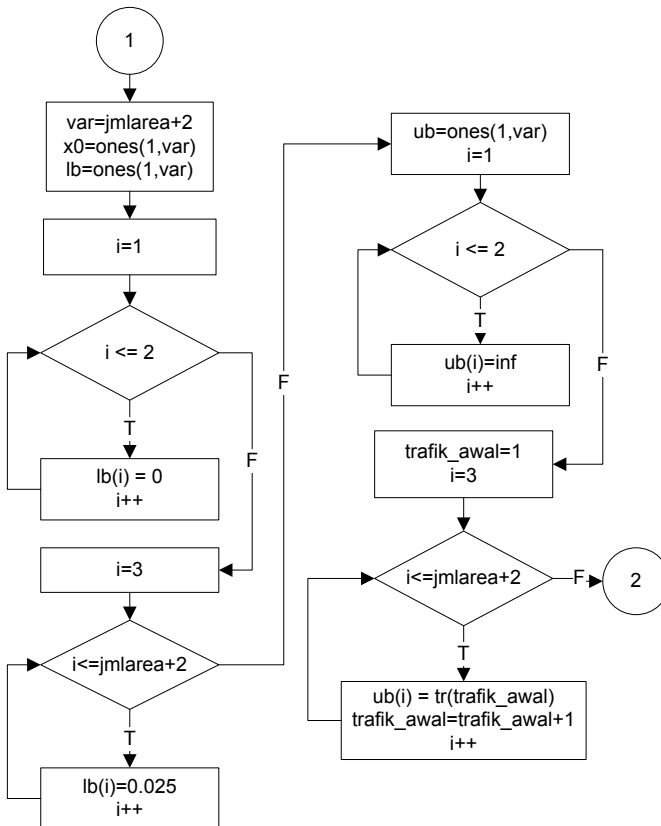 1
var=jmlarea+2
x0=ones(1,var)
lb=ones(1,var)
i=1
i <= 2
T
F
lb(i) = 0
i++
i=3
i<=jmlarea+2
F
T
lb(i)=0.025
i++
ub=ones(1,var)
i=1
i <= 2
T
F
ub(i)=inf
i++
trafik_awal=1
i=3
i<=jmlarea+2
F
2
T
ub(i) = tr(trafik_awal)
trafik_awal=trafik_awal+1
i++